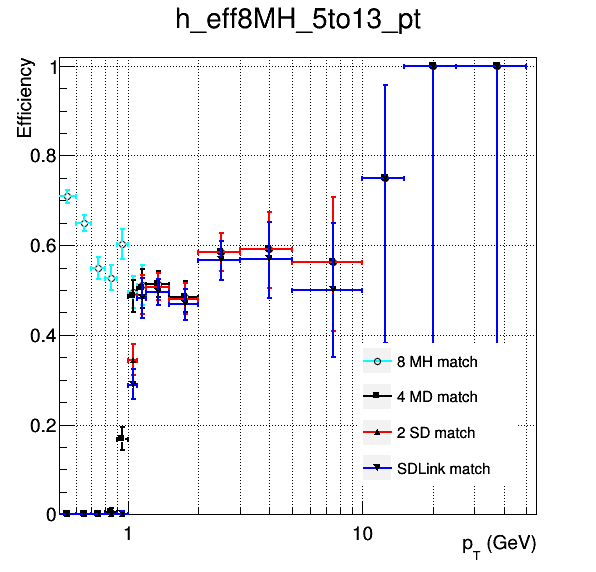 h_eff8MH_5to13_pt
Efficiency
1
0.8
0.6
0.4
0.2
0
8 MH match
4 MD match
2 SD match
SDLink match
1
10
p_T (GeV)